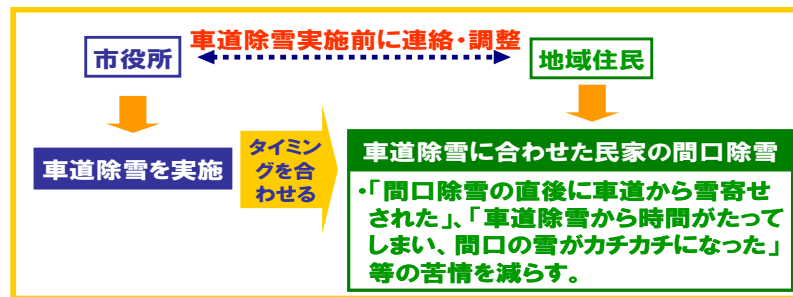 車道除雪実施前に連絡・調整
市役所
地域住民
車道除雪を実施
タイミン
グを合
わせる
車道除雪に合わせた民家の間口除雪
・「間口除雪の直後に車道から雪寄せ
された」、「車道除雪から時間がたって
しまい、間口の雪がカチカチになった」
等の苦情を減らす。